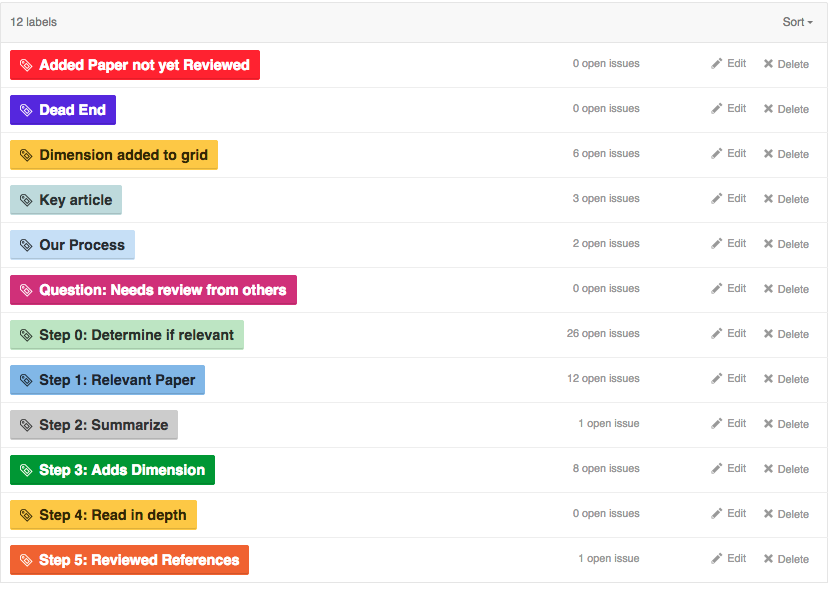 12 labels Sort
Added Paper not yet Reviewed 0 open issues Edit Delete
Dead End 0 open issues Edit Delete
Dimension added to grid 6 open issues Edit Delete
Key article 3 open issues Edit Delete
Our Process 2 open issues Edit Delete
Question: Needs review from others 0 open issues Edit Delete
Step 0: Determine if relevant 26 open issues Edit Delete
Step 1: Relevant Paper 12 open issues Edit Delete
Step 2: Summarize 1 open issue Edit Delete
Step 3: Adds Dimension 8 open issues Edit Delete
Step 4: Read in depth 0 open issues Edit Delete
Step 5: Reviewed References 1 open issue Edit Delete